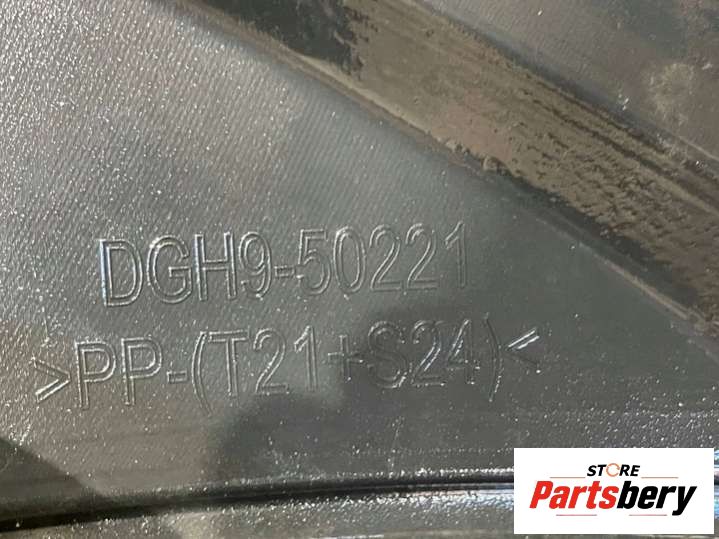 DGH9-50221
>PP-(T21+S24)<
STORE
Partsbery